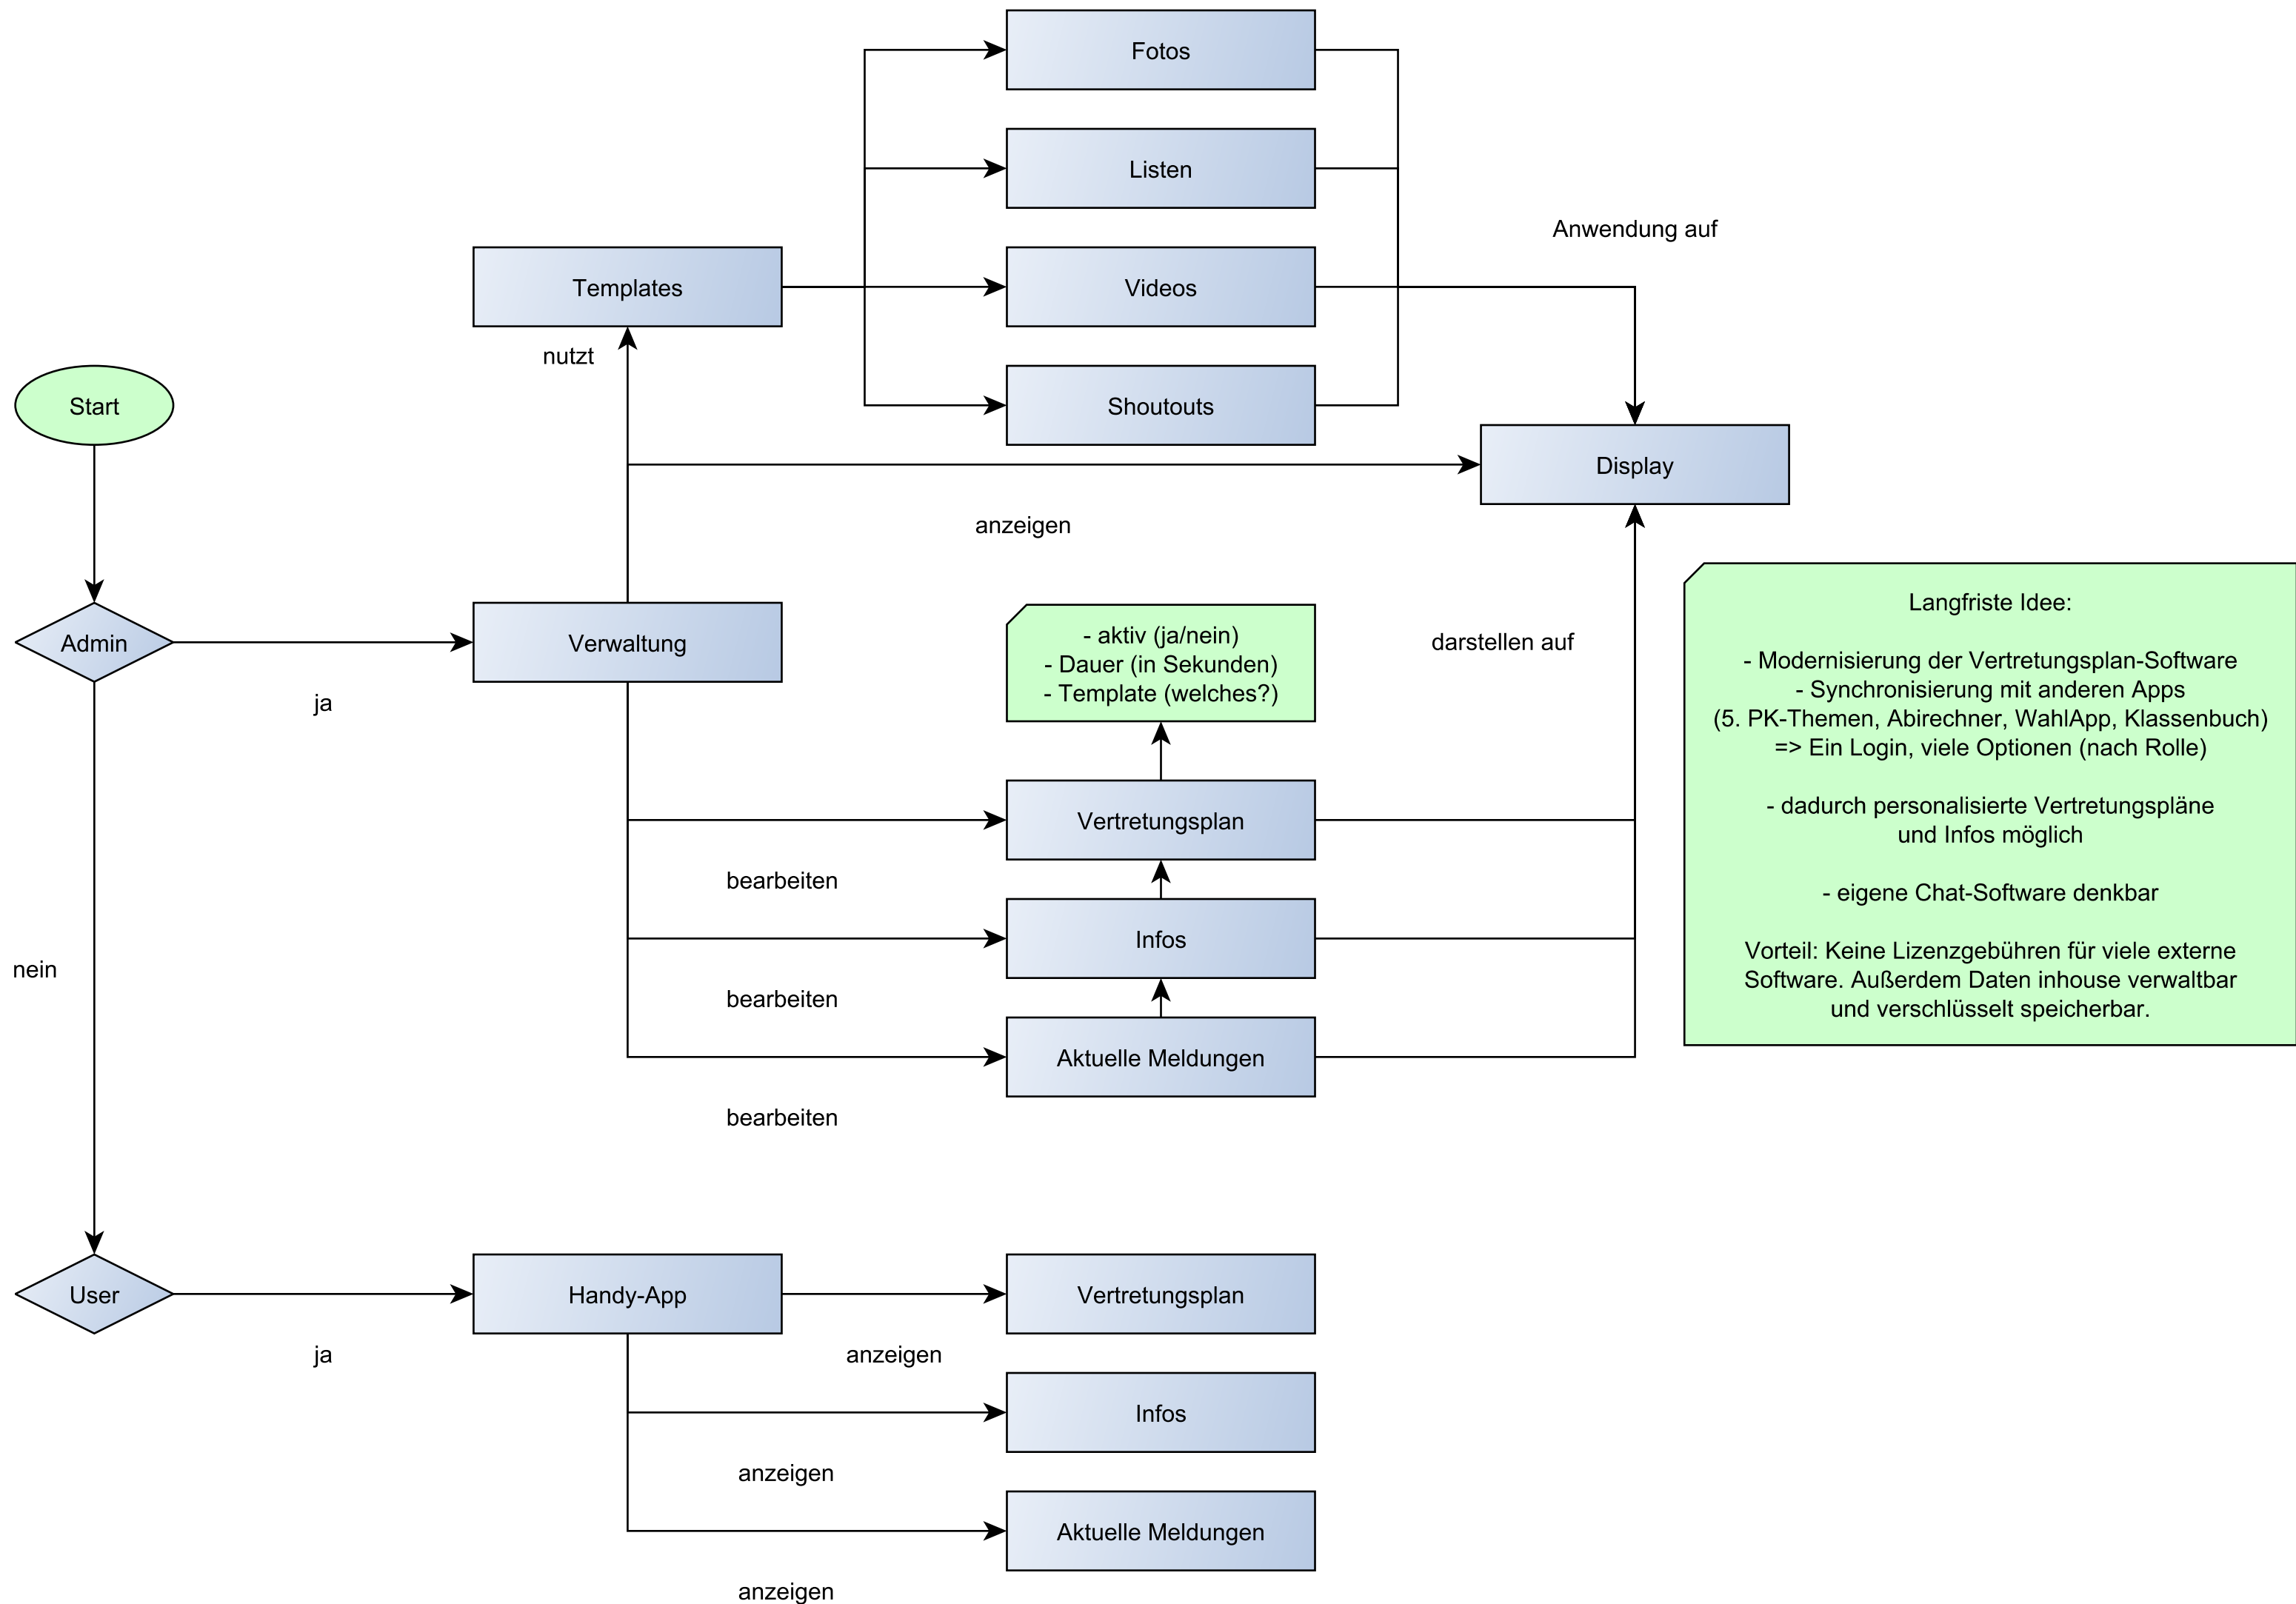 Fotos
Listen
Anwendung auf
Templates
Videos
nutzt
Start
Shoutouts
Display
anzeigen
Admin
ja
Verwaltung
- aktiv (ja/nein)
- Dauer (in Sekunden)
- Template (welches?)
darstellen auf
Langfriste Idee:
- Modernisierung der Vertretungsplan-Software
- Synchronisierung mit anderen Apps
(5. PK-Themen, Abirechner, WahlApp, Klassenbuch)
=> Ein Login, viele Optionen (nach Rolle)
- dadurch personalisierte Vertretungspläne
und Infos möglich
- eigene Chat-Software denkbar
Vorteil: Keine Lizenzgebühren für viele externe
Software. Außerdem Daten inhouse verwaltbar
und verschlüsselt speicherbar.
Vertretungsplan
bearbeiten
Infos
nein
bearbeiten
Aktuelle Meldungen
bearbeiten
User
ja
Handy-App
Vertretungsplan
anzeigen
Infos
anzeigen
Aktuelle Meldungen
anzeigen